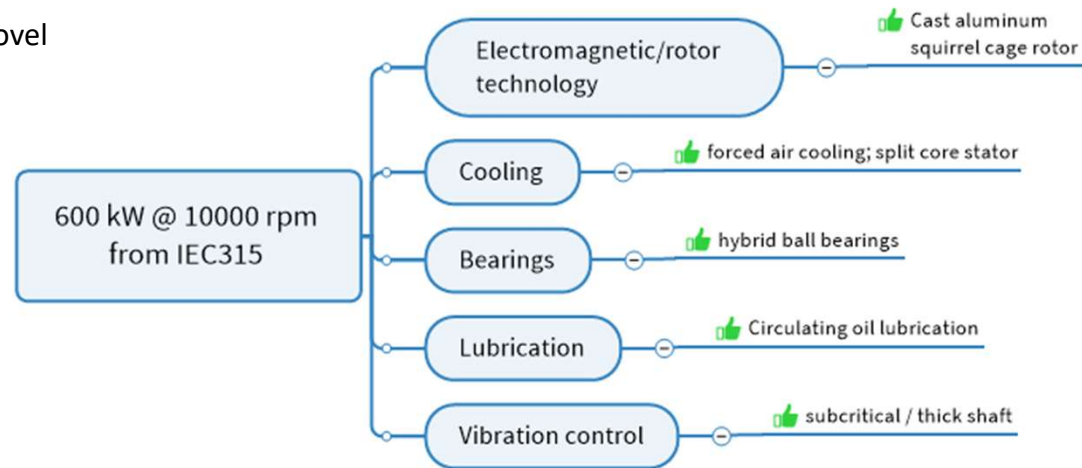 ovel
Electromagnetic/rotor
technology
Cast aluminum
squirrel cage rotor
Cooling
forced air cooling; split core stator
600 kW @ 10000 rpm
from IEC315
Bearings
hybrid ball bearings
Lubrication
Circulating oil lubrication
Vibration control
subcritical / thick shaft